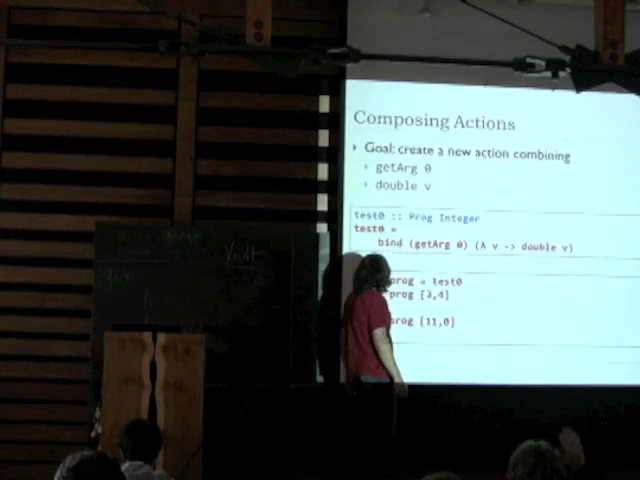 Composing Actions
Goal: create a new action combining
getArg 0
double v
test0 :: Prog Integer
test0 =
bind (getArg 0) (λ v -> double v)
prog = test0
prog [3,4]
prog [11,0]
Vault